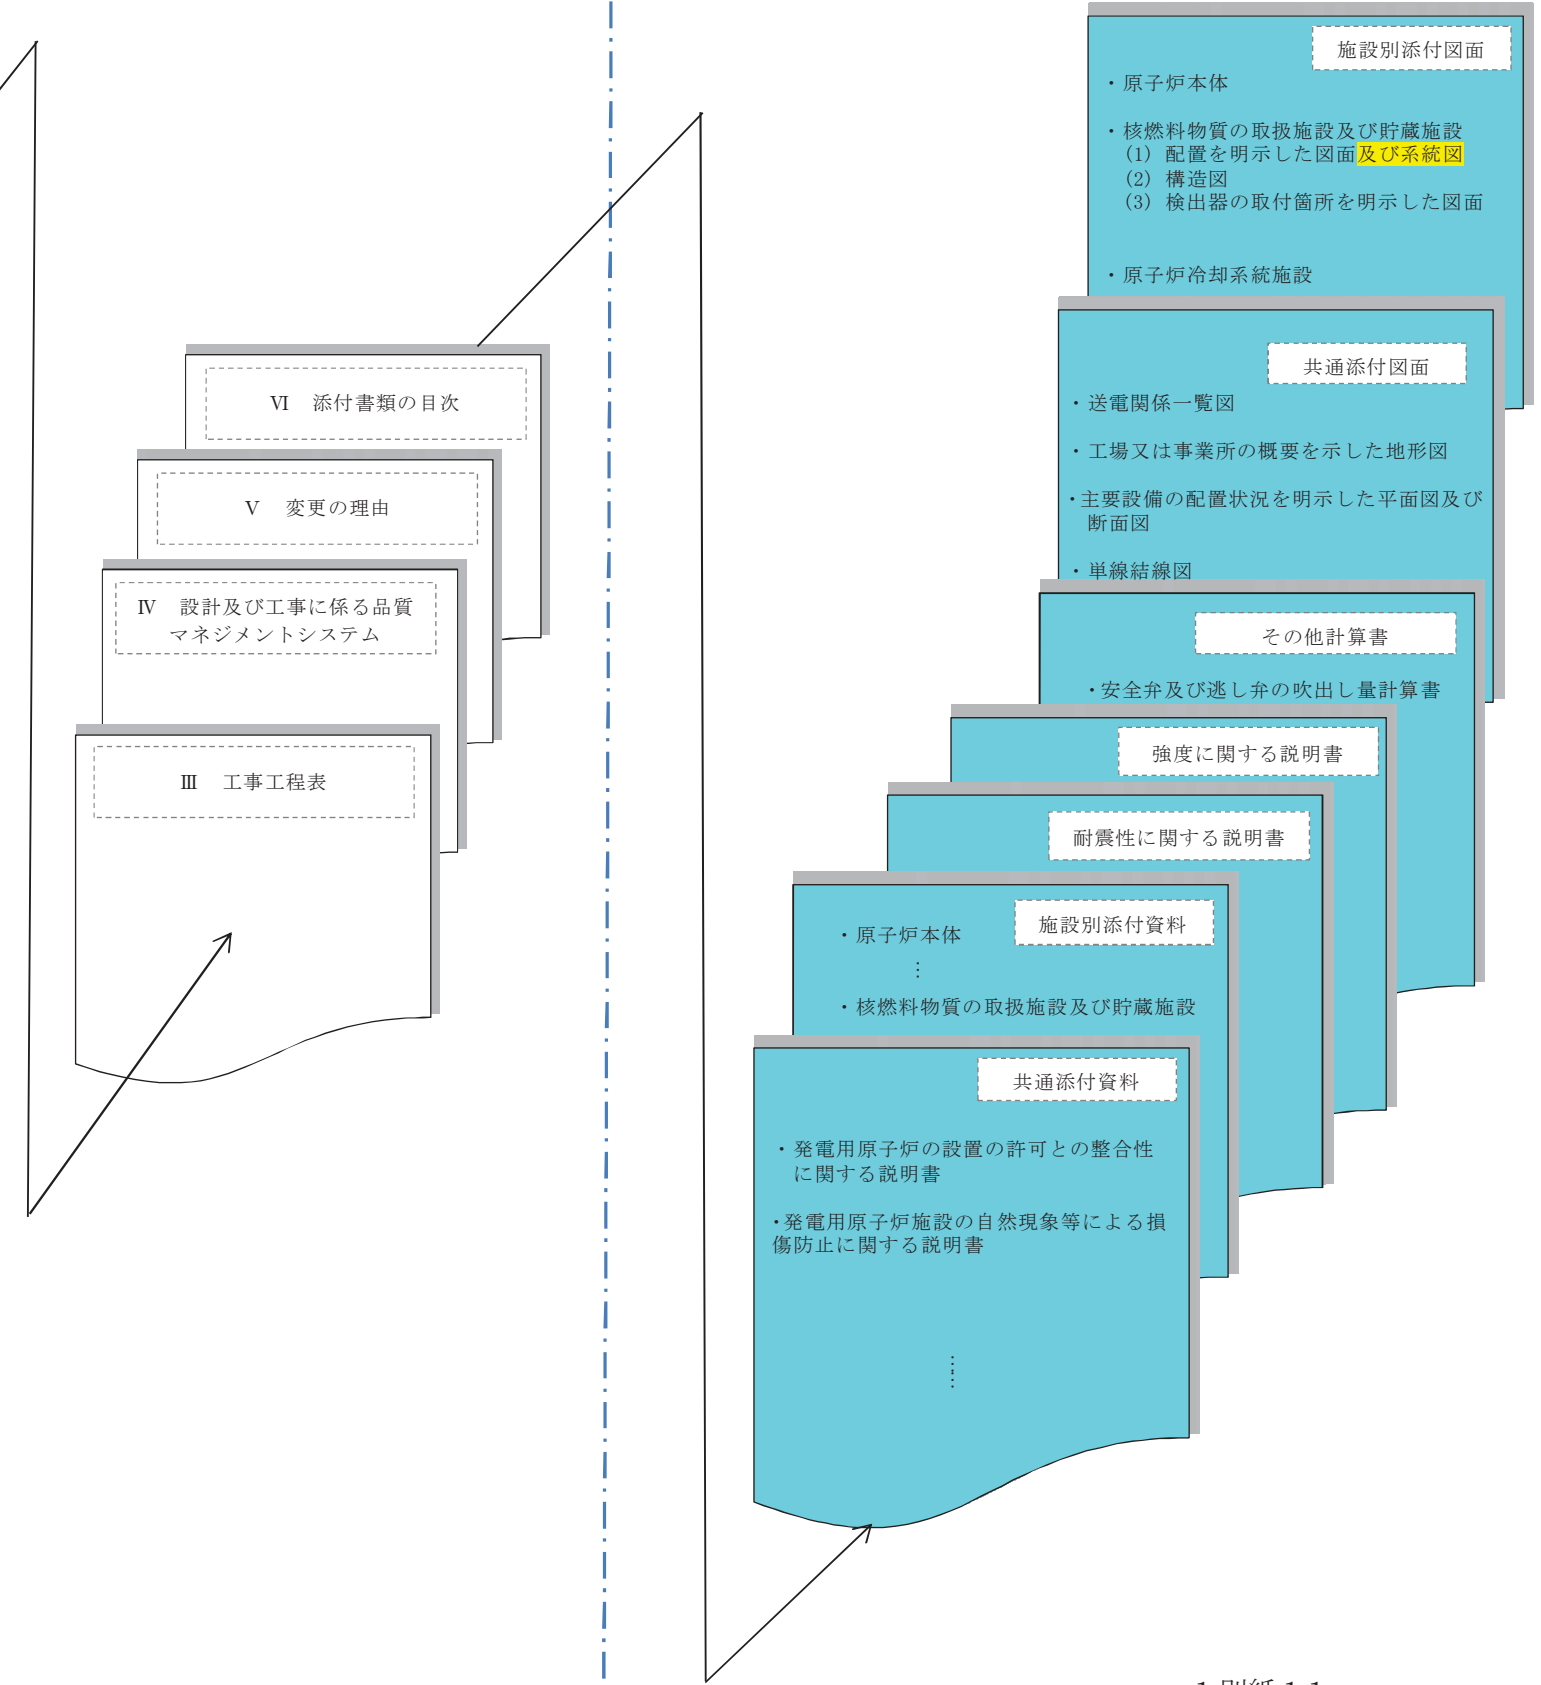 Ⅵ　添付書類の目次
Ⅴ　変更の理由
Ⅳ　設計及び工事に係る品質
マネジメントシステム
Ⅲ　工事工程表
施設別添付図面
・原子炉本体
・核燃料物質の取扱施設及び貯蔵施設
(1) 配置を明示した図面及び系統図
(2) 構造図
(3) 検出器の取付箇所を明示した図面
・原子炉冷却系統施設
共通添付図面
・送電関係一覧図
・工場又は事業所の概要を示した地形図
・主要設備の配置状況を明示した平面図及び
断面図
・単線結線図
その他計算書
・安全弁及び逃し弁の吹出し量計算書
強度に関する説明書
耐震性に関する説明書
施設別添付資料
・原子炉本体
…
・核燃料物質の取扱施設及び貯蔵施設
共通添付資料
・発電用原子炉の設置の許可との整合性
に関する説明書
・発電用原子炉施設の自然現象等による損
傷防止に関する説明書
……